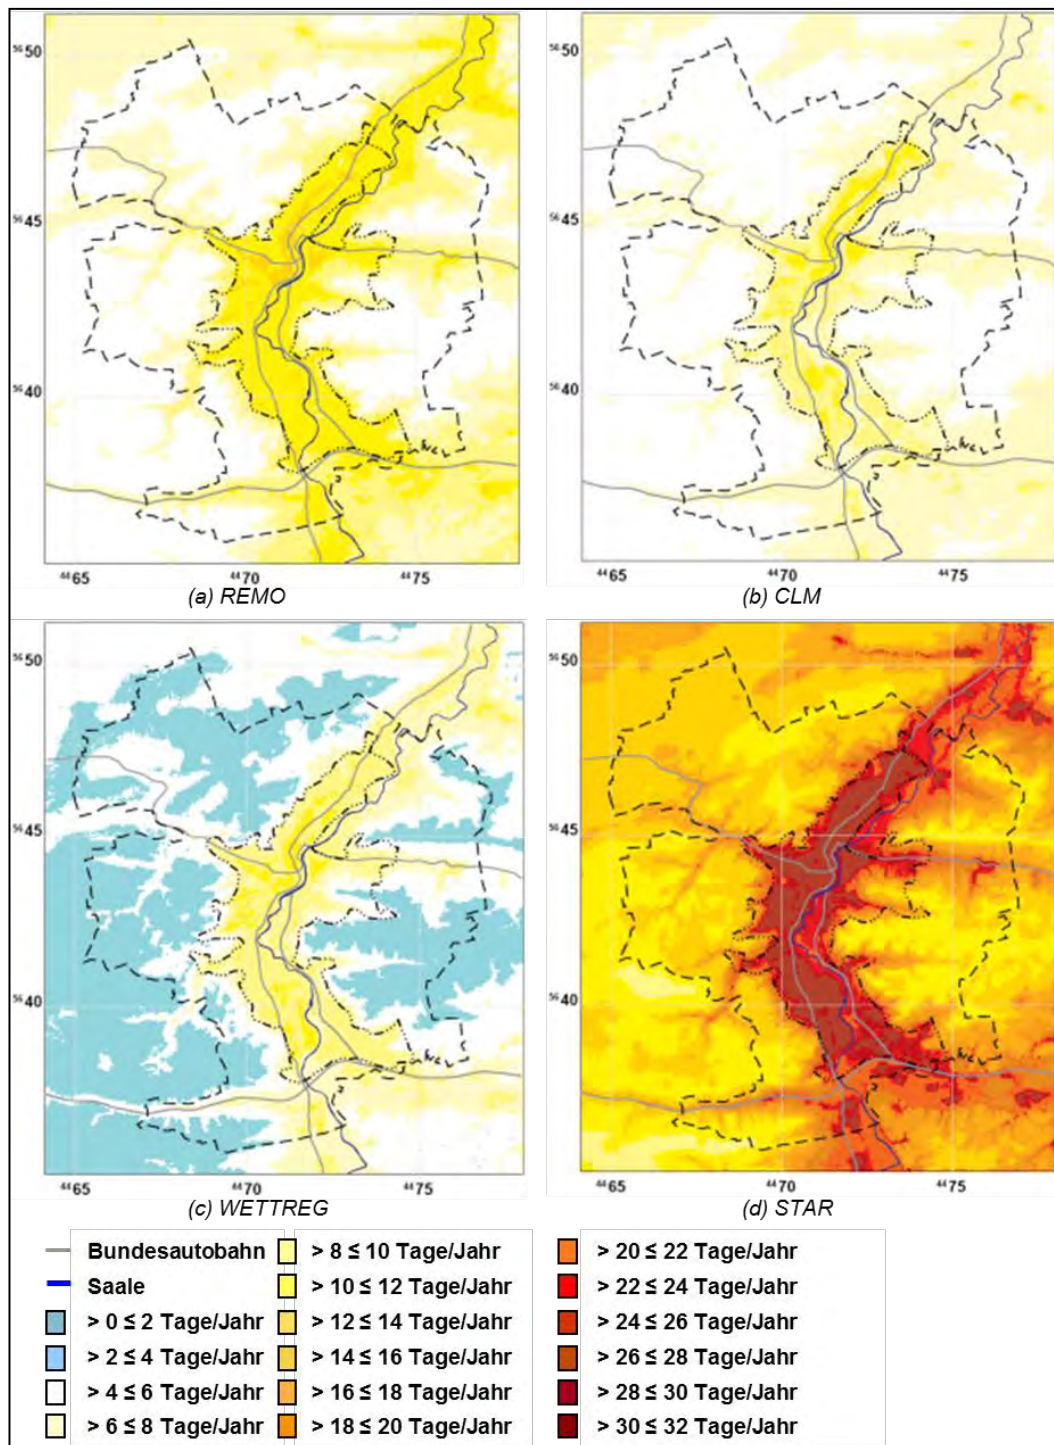 ⁵⁶50
⁵⁶45
⁵⁶40
⁴⁴65 ⁴⁴70 ⁴⁴75
(a) REMO
⁵⁶50
⁵⁶45
⁵⁶40
⁴⁴65 ⁴⁴70 ⁴⁴75
(b) CLM
⁵⁶50
⁵⁶45
⁵⁶40
⁴⁴65 ⁴⁴70 ⁴⁴75
(c) WETTREG
⁵⁶50
⁵⁶45
⁵⁶40
⁴⁴65 ⁴⁴70 ⁴⁴75
(d) STAR
Bundesautobahn
Saale
> 0 ≤ 2 Tage/Jahr
> 2 ≤ 4 Tage/Jahr
> 4 ≤ 6 Tage/Jahr
> 6 ≤ 8 Tage/Jahr
> 8 ≤ 10 Tage/Jahr
> 10 ≤ 12 Tage/Jahr
> 12 ≤ 14 Tage/Jahr
> 14 ≤ 16 Tage/Jahr
> 16 ≤ 18 Tage/Jahr
> 18 ≤ 20 Tage/Jahr
> 20 ≤ 22 Tage/Jahr
> 22 ≤ 24 Tage/Jahr
> 24 ≤ 26 Tage/Jahr
> 26 ≤ 28 Tage/Jahr
> 28 ≤ 30 Tage/Jahr
> 30 ≤ 32 Tage/Jahr